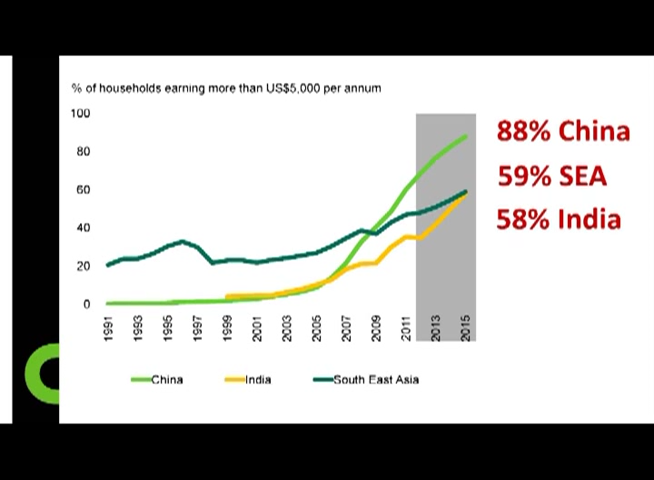 % of households earning more than US$5,000 per annum
100
80
60
40
20
0
1991
1993
1995
1997
1999
2001
2003
2005
2007
2009
2011
2013
2015
China
India
South East Asia
88% China
59% SEA
58% India